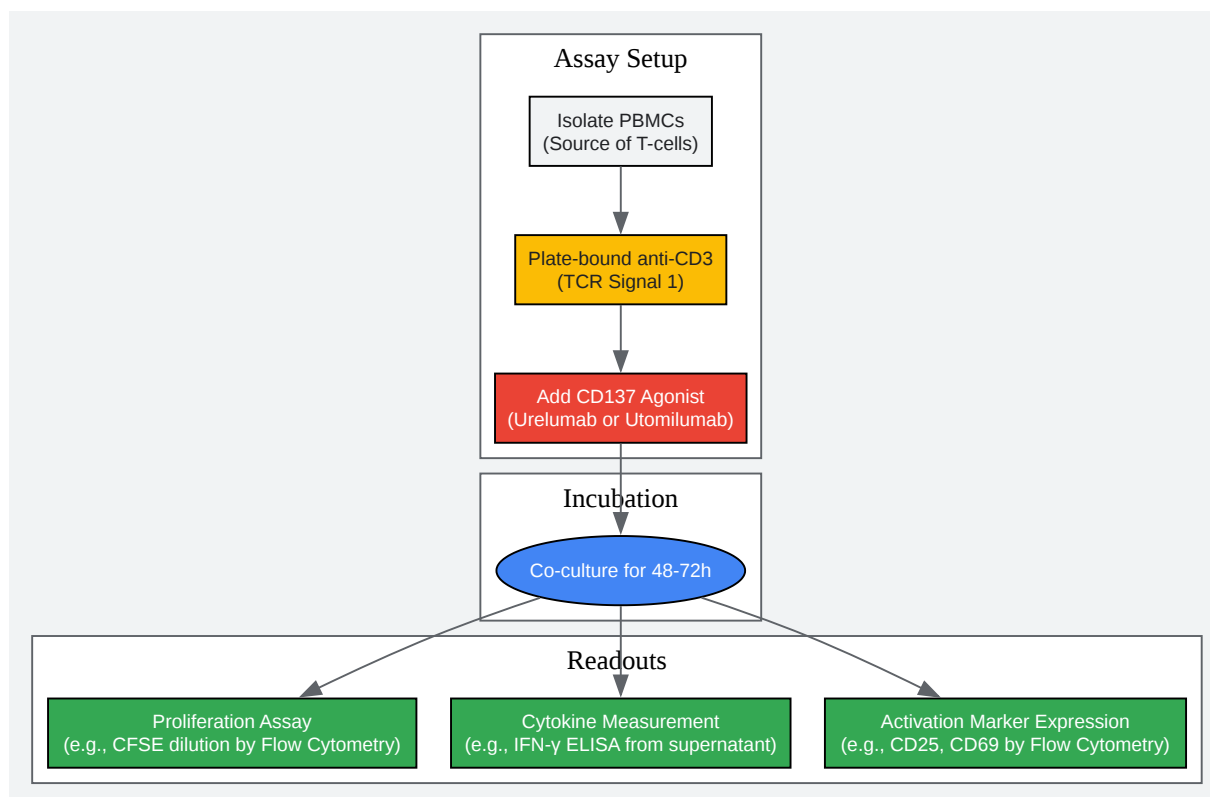 Assay Setup
Isolate PBMCs
(Source of T-cells)
Plate-bound anti-CD3
(TCR Signal 1)
Add CD137 Agonist
(Urelumab or Utomilumab)
Incubation
Co-culture for 48-72h
Readouts
Proliferation Assay
(e.g., CFSE dilution by Flow Cytometry)
Cytokine Measurement
(e.g., IFN-γ ELISA from supernatant)
Activation Marker Expression
(e.g., CD25, CD69 by Flow Cytometry)